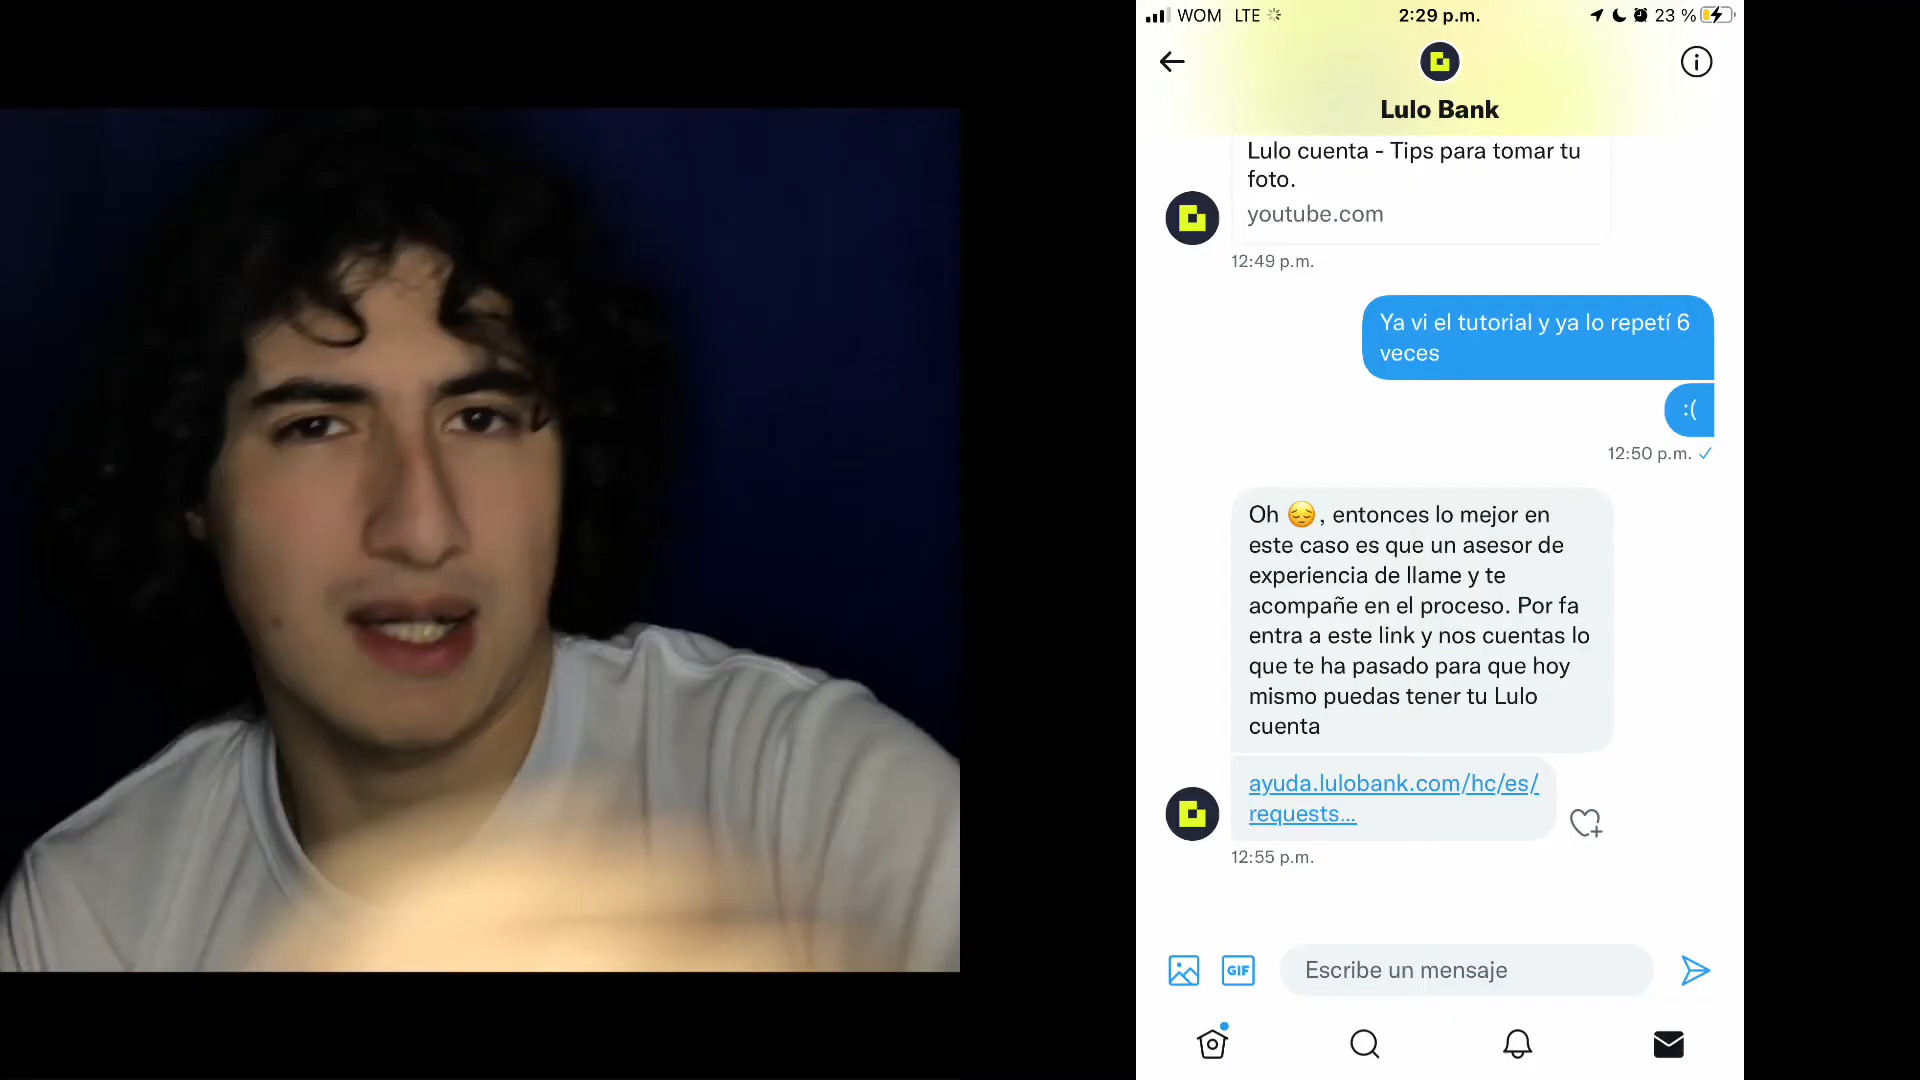 WOM LTE 2:29 p.m. 23 %
Lulo Bank
Lulo cuenta - Tips para tomar tu
foto.
youtube.com
12:49 p.m.
Ya vi el tutorial y ya lo repetí 6
veces
:(
12:50 p.m.
Oh 😔, entonces lo mejor en
este caso es que un asesor de
experiencia de llame y te
acompañe en el proceso. Por fa
entra a este link y nos cuentas lo
que te ha pasado para que hoy
mismo puedas tener tu Lulo
cuenta
ayuda.lulobank.com/hc/es/
requests...
12:55 p.m.
GIF
Escribe un mensaje